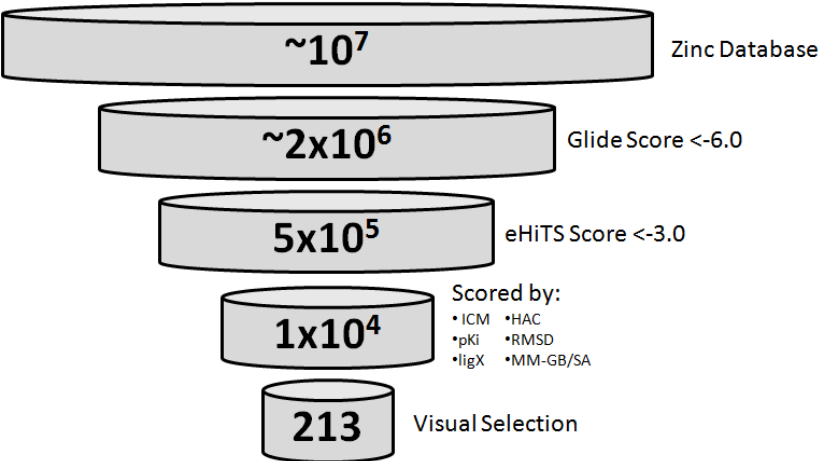 ~10⁷ Zinc Database
~2x10⁶ Glide Score <-6.0
5x10⁵ eHiTS Score <-3.0
1x10⁴
Scored by:
• ICM •HAC
•pKi •RMSD
•ligX •MM-GB/SA
213 Visual Selection